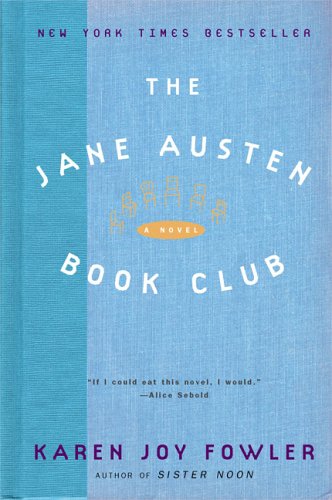 NEW YORK TIMES BESTSELLER
THE
JANE AUSTEN
A NOVEL
BOOK CLUB
"If I could eat this novel, I would."
—Alice Sebold
KAREN JOY FOWLER
AUTHOR OF SISTER NOON